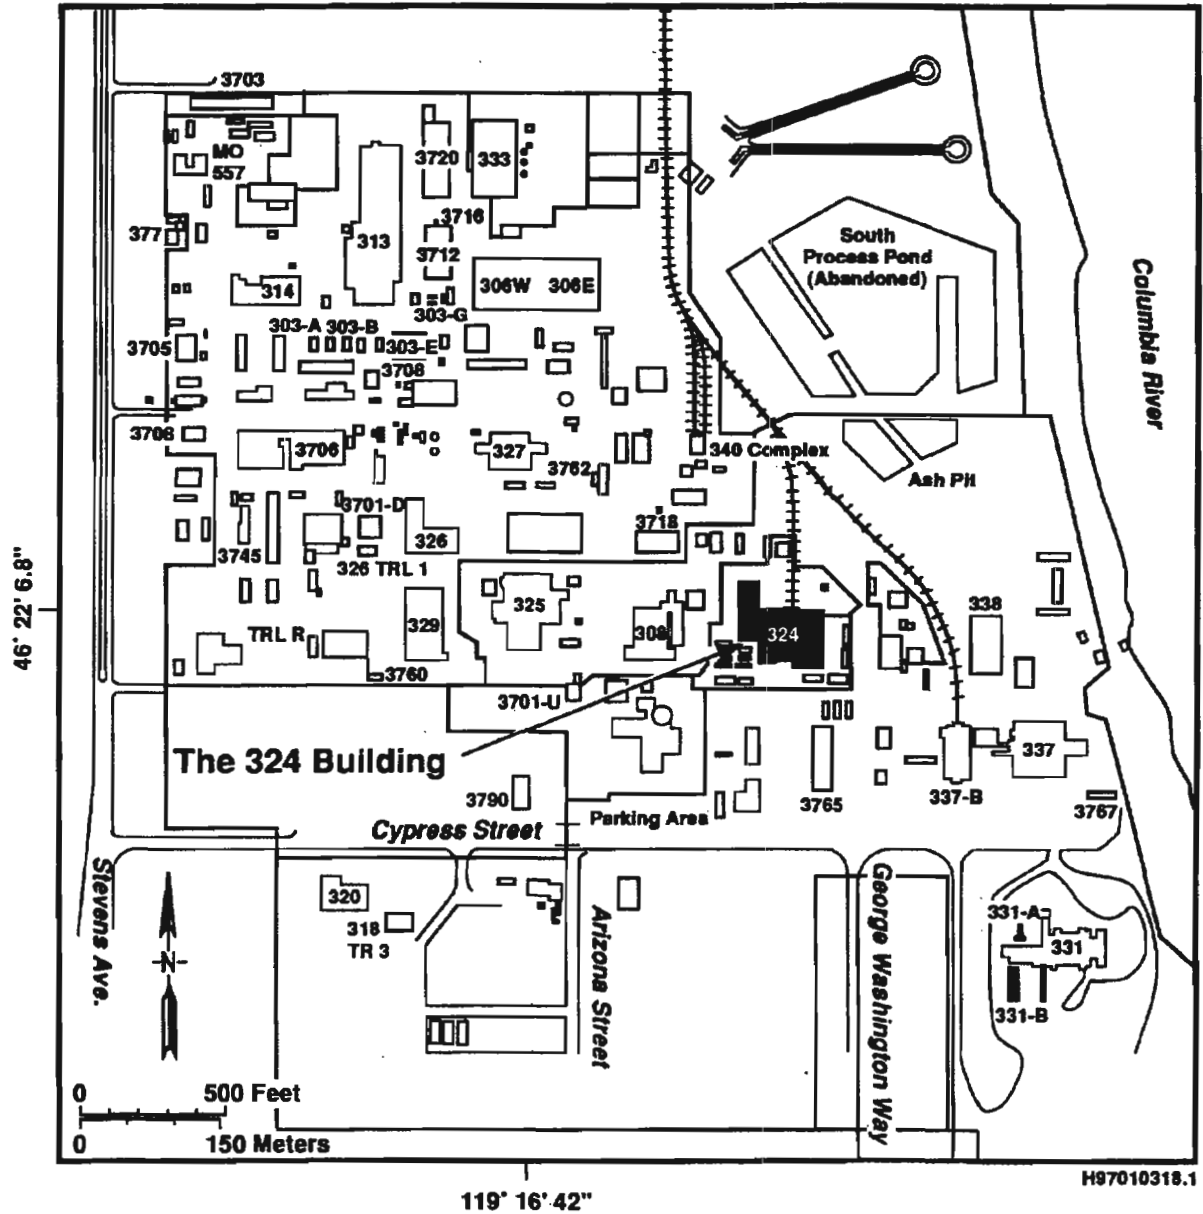 3703
MO
557
3720
333
377
3716
313
3712
South
Process Pond
(Abandoned)
314
306W 306E
303-G
303-A 303-B
3705
303-E
3708
Columbia River
3706
327
340 Complex
3762
Ash Pit
3701-D
3718
3745
326
326 TRL 1
46° 22' 6.8"
325
338
TRL R
329
308
324
3760
3701-U
The 324 Building
337
3790
3765
337-B
3767
Parking Area
Cypress Street
Stevens Ave.
320
318
TR 3
Arizona Street
George Washington Way
331-A
331
331-B
N
0 500 Feet
0 150 Meters
H97010318.1
119° 16' 42"